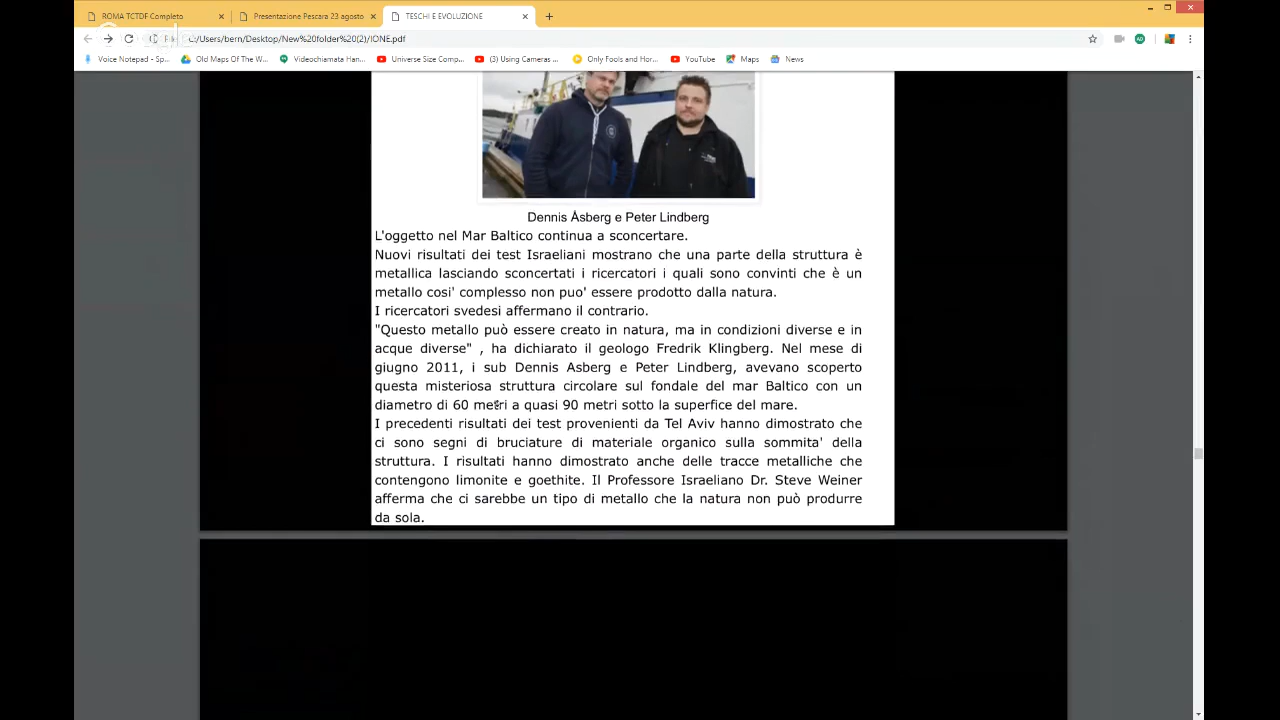 ROMA TCTDF Completo
Presentazione Pescara 23 agosto
TESCHI E EVOLUZIONE
File
C:/Users/bern/Desktop/New%20folder%20(2)/IONE.pdf
Voice Notepad - Sp...
Old Maps Of The W...
Videochiamata Han...
Universe Size Comp...
(3) Using Cameras ...
Only Fools and Hor...
YouTube
Maps
News
Dennis Åsberg e Peter Lindberg
L'oggetto nel Mar Baltico continua a sconcertare.
Nuovi risultati dei test Israeliani mostrano che una parte della struttura è
metallica lasciando sconcertati i ricercatori i quali sono convinti che è un
metallo cosi' complesso non puo' essere prodotto dalla natura.
I ricercatori svedesi affermano il contrario.
"Questo metallo può essere creato in natura, ma in condizioni diverse e in
acque diverse" , ha dichiarato il geologo Fredrik Klingberg. Nel mese di
giugno 2011, i sub Dennis Asberg e Peter Lindberg, avevano scoperto
questa misteriosa struttura circolare sul fondale del mar Baltico con un
diametro di 60 metri a quasi 90 metri sotto la superfice del mare.
I precedenti risultati dei test provenienti da Tel Aviv hanno dimostrato che
ci sono segni di bruciature di materiale organico sulla sommita' della
struttura. I risultati hanno dimostrato anche delle tracce metalliche che
contengono limonite e goethite. Il Professore Israeliano Dr. Steve Weiner
afferma che ci sarebbe un tipo di metallo che la natura non può produrre
da sola.